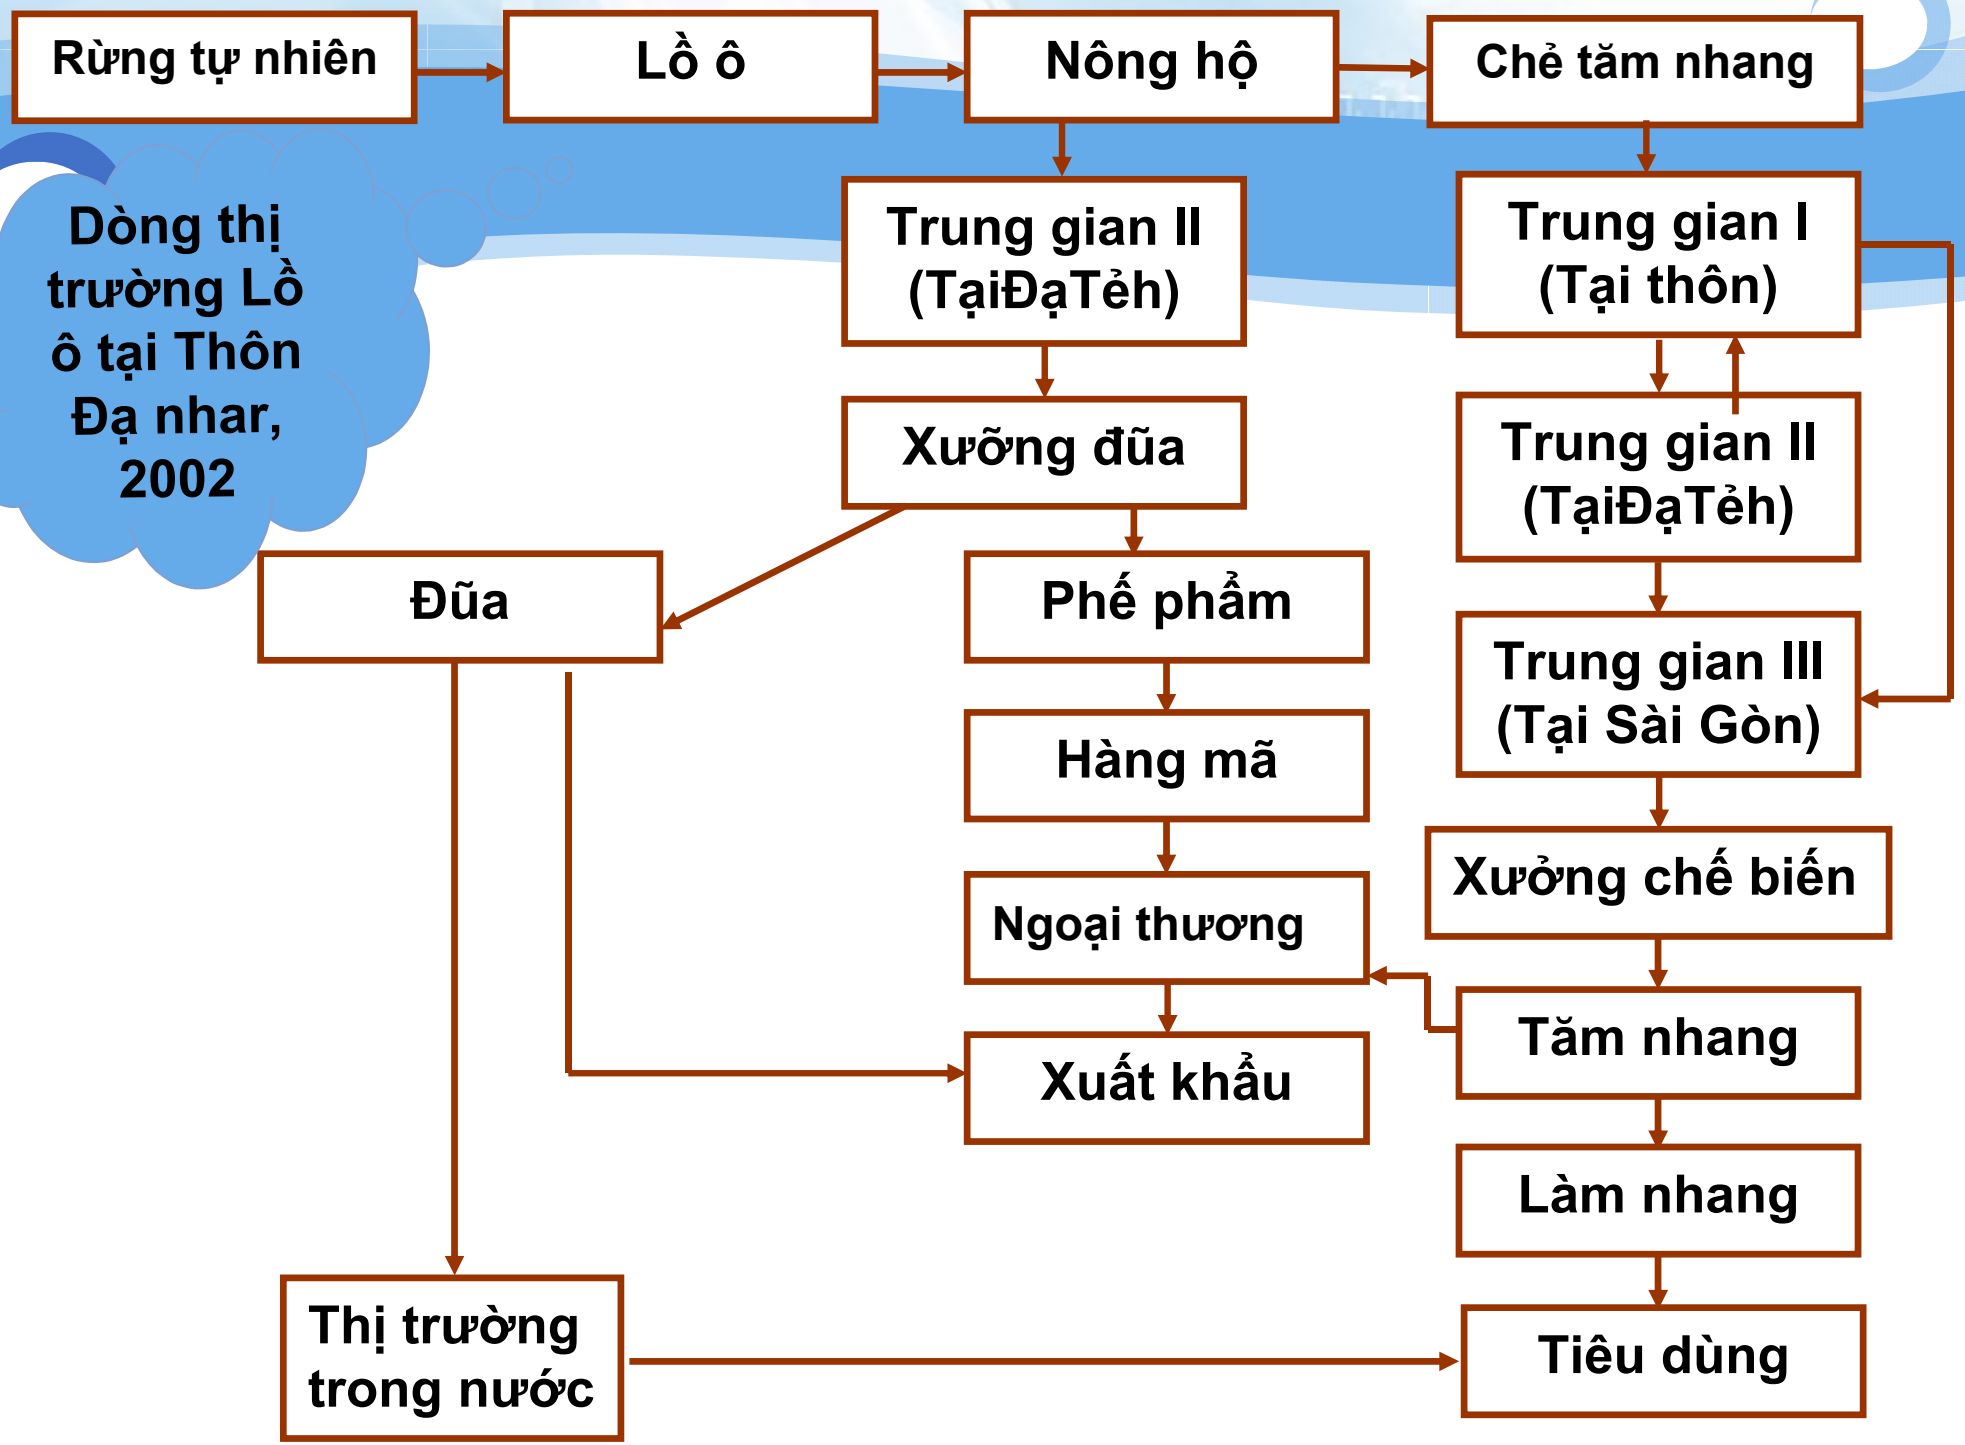 Rừng tự nhiên
Lồ ô
Nông hộ
Chẻ tăm nhang
Dòng thị
trường Lồ
ô tại Thôn
Đạ nhar,
2002
Trung gian II
(TạiĐạTẻh)
Trung gian I
(Tại thôn)
Xưỡng đũa
Trung gian II
(TạiĐạTẻh)
Đũa
Phế phẩm
Trung gian III
(Tại Sài Gòn)
Hàng mã
Xưởng chế biến
Ngoại thương
Tăm nhang
Xuất khẩu
Làm nhang
Thị trường
trong nước
Tiêu dùng